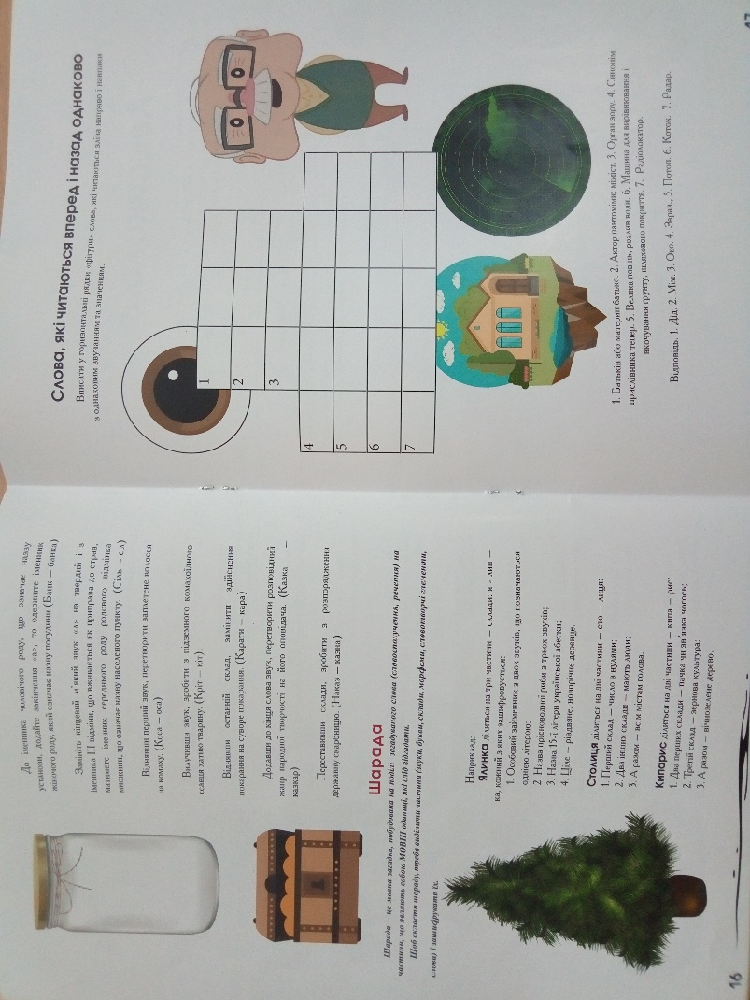 До іменника чоловічого роду, що означає назву
установи, додайте закінчення «а», то одержите іменник
жіночого роду, який означає назву посудини (Банк – банка)
Замініть кінцевий м'який звук «л» на твердий і з
іменника III відміни, що вживається як приправа до страв,
матимете іменник середнього роду родового відмінка
множини, що означає назву населеного пункту. (Сіль – сіл)
Віднявши перший звук, перетворити заплетене волосся
на комаху. (Коса – оса)
Вилучивши звук, зробити з підземного комахоїдного
ссавця хатню тварину. (Кріт – кіт);
Віднявши останній склад, замінити здійснення
покарання на суворе покарання. (Карати – кара)
Додавши до кінця слова звук, перетворити розповідний
жанр народної творчості на його оповідача. (Казка –
казкар)
Переставивши склади, зробити з розпорядження
державну скарбницю. (Наказ – казна)
Шарада
Шарада – це мовна загадка, побудована на поділі загадуваного слова (словосполучення, речення) на
частини, що являють собою МОВНІ одиниці, які слід відгадати.
Щоб скласти шараду, треба виділити частини (звуки, букви, склади, морфеми, словотворчі елементи,
слова) і зашифрувати їх.
Наприклад:
Ялинка ділиться на три частини – склади: я - лин –
ка, кожний з яких зашифровується:
1. Особовий займенник з двох звуків, що позначаються
однією літерою;
2. Назва прісноводної риби з трьох звуків;
3. Назва 15-ї літери української абетки;
4. Ціле – різдвяне, новорічне деревце.
Столиця ділиться на дві частини – сто – лиця:
1. Перший склад – число з нулями;
2. Два інших склади – мають люди;
3. А разом – всім містам голова.
Кипарис ділиться на дві частини – кипа – рис:
1. Два перших склади – пачка чи зв'язка чогось;
2. Третій склад – зернова культура;
3. А разом – вічнозелене дерево.
16
Слова, які читаються вперед і назад однаково
Вписати у горизонтальні рядки «фігури» слова, які читаються зліва направо і навпаки
з однаковим звучанням та значенням.
1
2
3
4
5
6
7
1. Батьків або материн батько. 2. Актор пантоміми; міміст. 3. Орган зору. 4. Синонім
прислівника тепер. 5. Велика повінь, розлив води. 6. Машина для вирівнювання і
вкочування ґрунту, шляхового покриття. 7. Радіолокатор.
Відповідь. 1. Дід. 2. Мім. 3. Око. 4. Зараз., 5. Потоп. 6. Коток. 7. Радар.
17